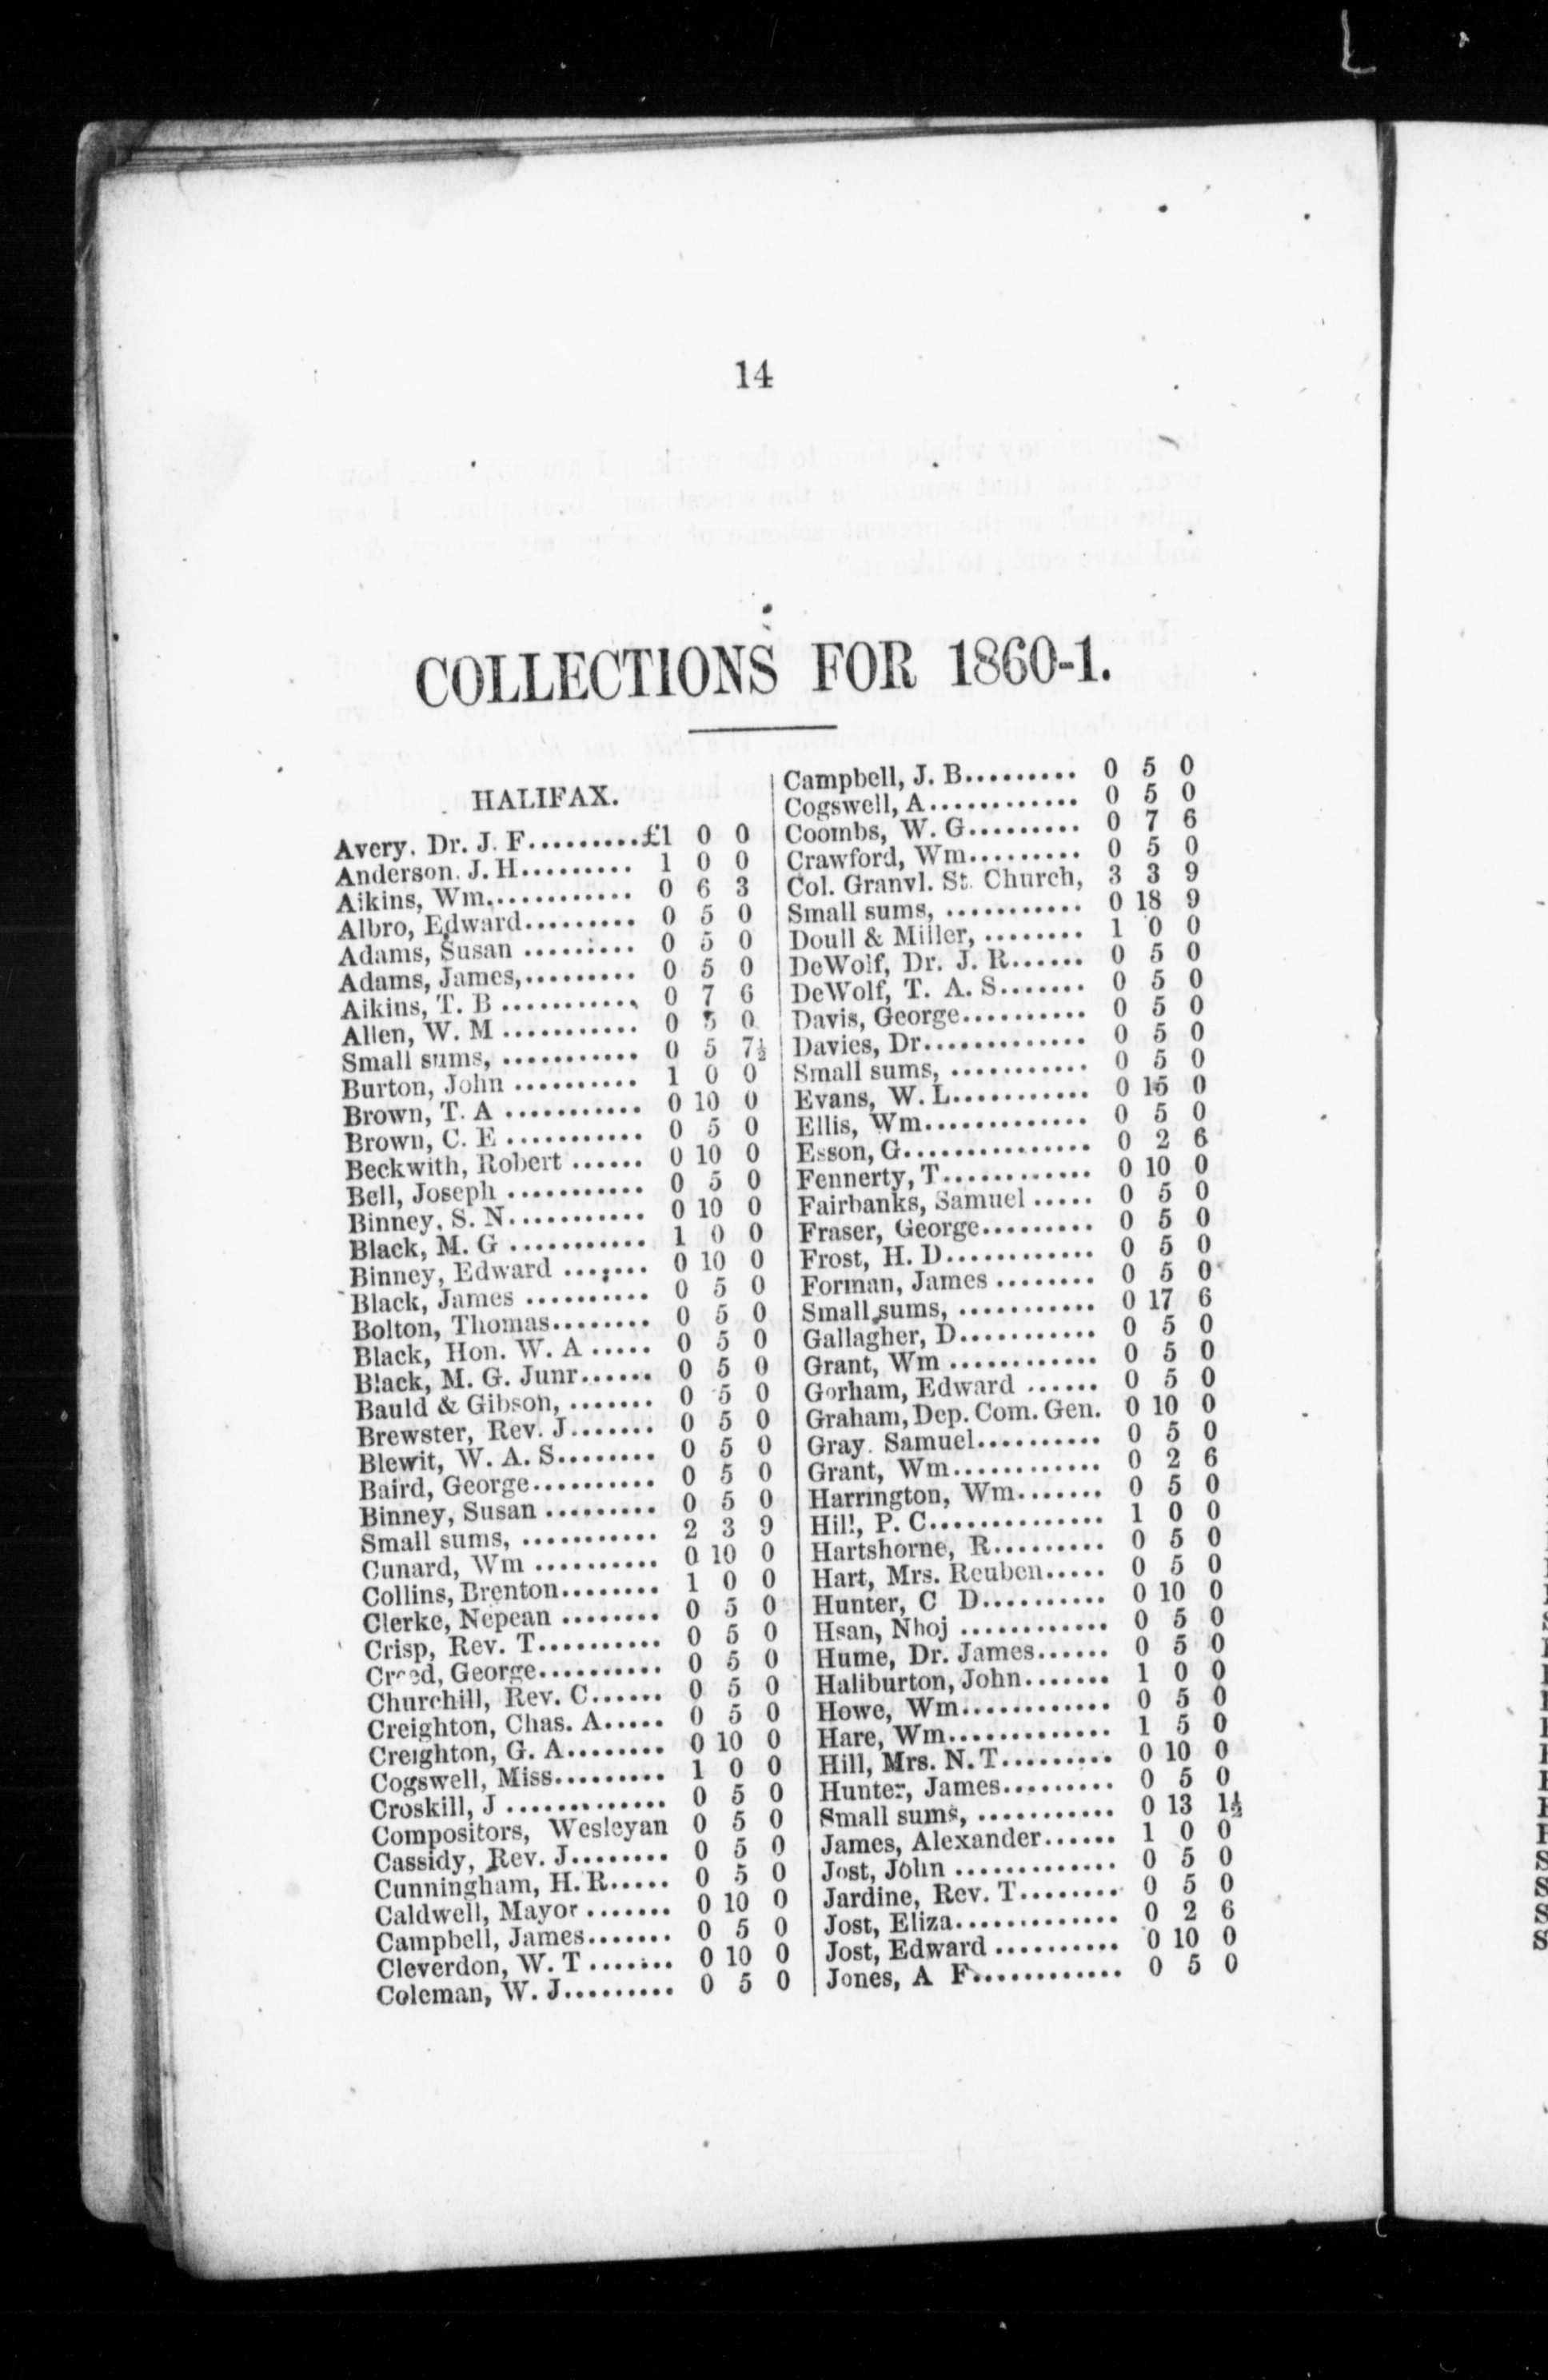 14
COLLECTIONS FOR 1860-1.
HALIFAX.
Avery. Dr. J. F.........£1 0 0
Anderson. J. H......... 1 0 0
Aikins, Wm............ 0 6 3
Albro, Edward......... 0 5 0
Adams, Susan ......... 0 5 0
Adams, James,......... 0 5 0
Aikins, T. B ........... 0 7 6
Allen, W. M ........... 0 5 0
Small sums, ........... 0 5 7½
Burton, John .......... 1 0 0
Brown, T. A ........... 0 10 0
Brown, C. E ........... 0 5 0
Beckwith, Robert ...... 0 10 0
Bell, Joseph ........... 0 5 0
Binney, S. N........... 0 10 0
Black, M. G ........... 1 0 0
Binney, Edward ....... 0 10 0
Black, James .......... 0 5 0
Bolton, Thomas........ 0 5 0
Black, Hon. W. A ..... 0 5 0
Black, M. G. Junr...... 0 5 0
Bauld & Gibson, ....... 0 5 0
Brewster, Rev. J....... 0 5 0
Blewit, W. A. S........ 0 5 0
Baird, George.......... 0 5 0
Binney, Susan ......... 0 5 0
Small sums, ........... 2 3 9
Cunard, Wm .......... 0 10 0
Collins, Brenton........ 1 0 0
Clerke, Nepean ........ 0 5 0
Crisp, Rev. T.......... 0 5 0
Creed, George.......... 0 5 0
Churchill, Rev. C...... 0 5 0
Creighton, Chas. A..... 0 5 0
Creighton, G. A........ 0 10 0
Cogswell, Miss......... 1 0 0
Croskill, J ............. 0 5 0
Compositors, Wesleyan 0 5 0
Cassidy, Rev. J........ 0 5 0
Cunningham, H. R..... 0 5 0
Caldwell, Mayor ....... 0 10 0
Campbell, James....... 0 5 0
Cleverdon, W. T ....... 0 10 0
Coleman, W. J......... 0 5 0
Campbell, J. B......... 0 5 0
Cogswell, A............ 0 5 0
Coombs, W. G......... 0 7 6
Crawford, Wm......... 0 5 0
Col. Granvl. St. Church, 3 3 9
Small sums, ........... 0 18 9
Doull & Miller, ........ 1 0 0
DeWolf, Dr. J. R...... 0 5 0
DeWolf, T. A. S....... 0 5 0
Davis, George.......... 0 5 0
Davies, Dr............. 0 5 0
Small sums, ........... 0 5 0
Evans, W. L........... 0 15 0
Ellis, Wm............. 0 5 0
Esson, G............... 0 2 6
Fennerty, T............ 0 10 0
Fairbanks, Samuel ..... 0 5 0
Fraser, George......... 0 5 0
Frost, H. D............ 0 5 0
Forman, James ........ 0 5 0
Small sums, ........... 0 17 6
Gallagher, D........... 0 5 0
Grant, Wm ............ 0 5 0
Gorham, Edward ...... 0 5 0
Graham, Dep. Com. Gen. 0 10 0
Gray. Samuel.......... 0 5 0
Grant, Wm............ 0 2 6
Harrington, Wm....... 0 5 0
Hill, P. C.............. 1 0 0
Hartshorne, R......... 0 5 0
Hart, Mrs. Reuben..... 0 5 0
Hunter, C D.......... 0 10 0
Hsan, Nhoj ............ 0 5 0
Hume, Dr. James...... 0 5 0
Haliburton, John....... 1 0 0
Howe, Wm............ 0 5 0
Hare, Wm............. 1 5 0
Hill, Mrs. N. T......... 0 10 0
Hunter, James......... 0 5 0
Small sums, ........... 0 13 1½
James, Alexander...... 1 0 0
Jost, John ............. 0 5 0
Jardine, Rev. T........ 0 5 0
Jost, Eliza............. 0 2 6
Jost, Edward .......... 0 10 0
Jones, A F............ 0 5 0